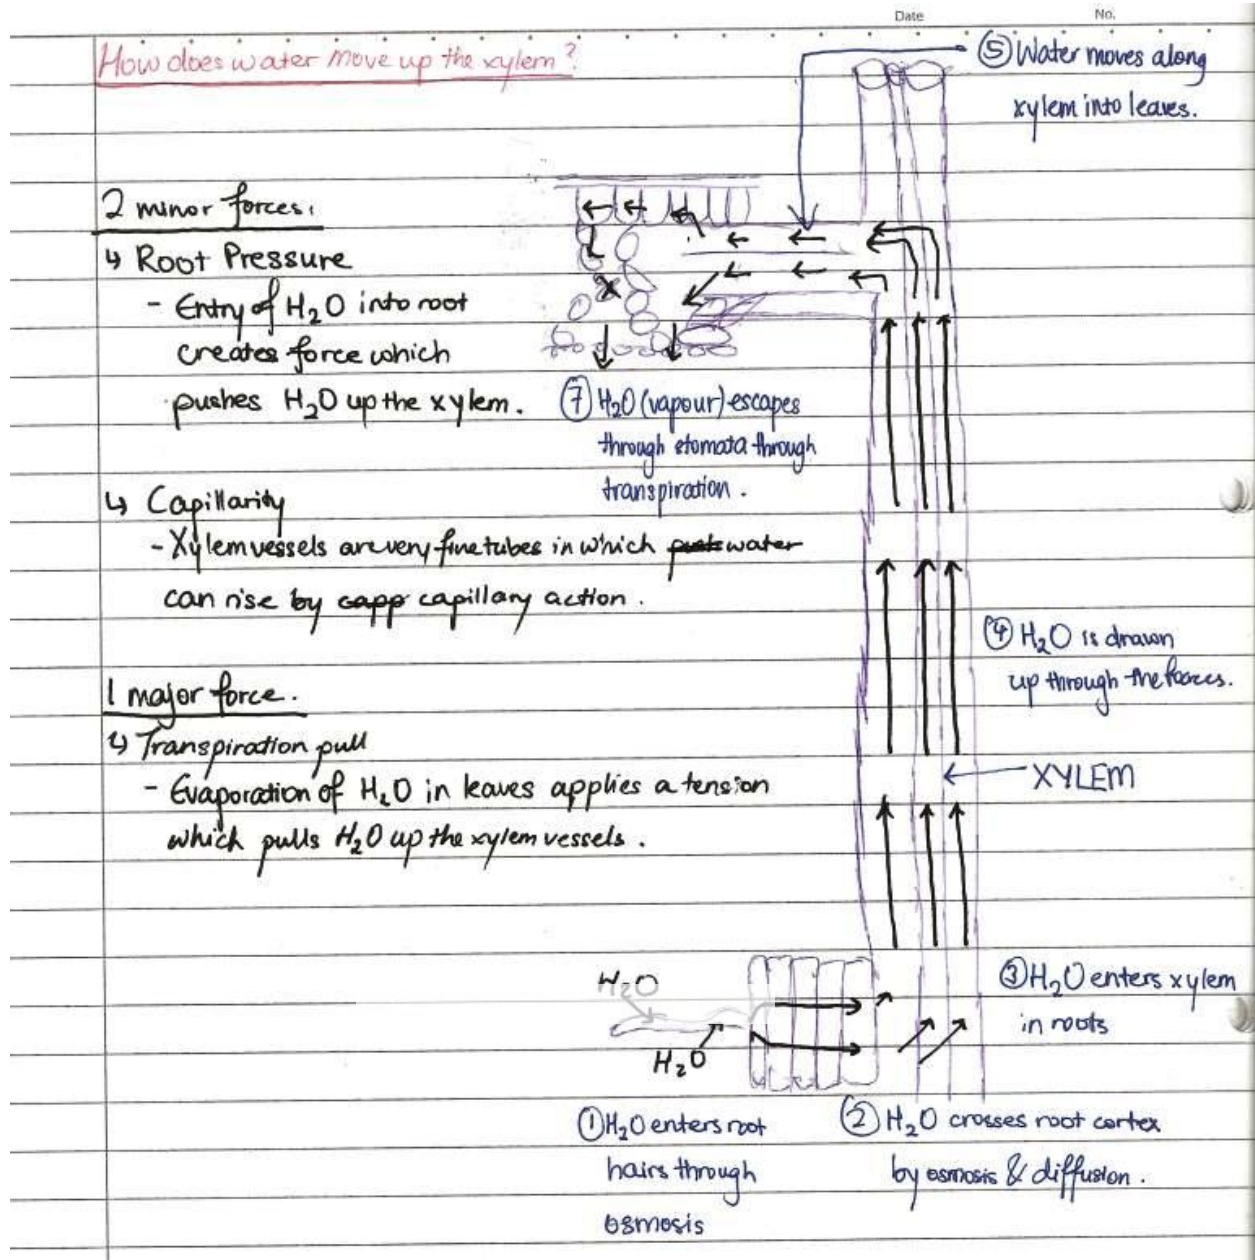 Date
No.
How does water move up the xylem?
⑤ Water moves along
xylem into leaves.
2 minor forces:
↳ Root Pressure
- Entry of H₂O into root
creates force which
pushes H₂O up the xylem.
⑦ H₂O (vapour) escapes
through stomata through
transpiration.
↳ Capillarity
- Xylem vessels are very fine tubes in which water
can rise by capp capillary action.
④ H₂O is drawn
up through the forces.
1 major force.
↳ Transpiration pull
- Evaporation of H₂O in leaves applies a tension
which pulls H₂O up the xylem vessels.
XYLEM
③ H₂O enters xylem
in roots
H₂O
H₂O
① H₂O enters root
hairs through
osmosis
② H₂O crosses root cortex
by osmosis & diffusion.